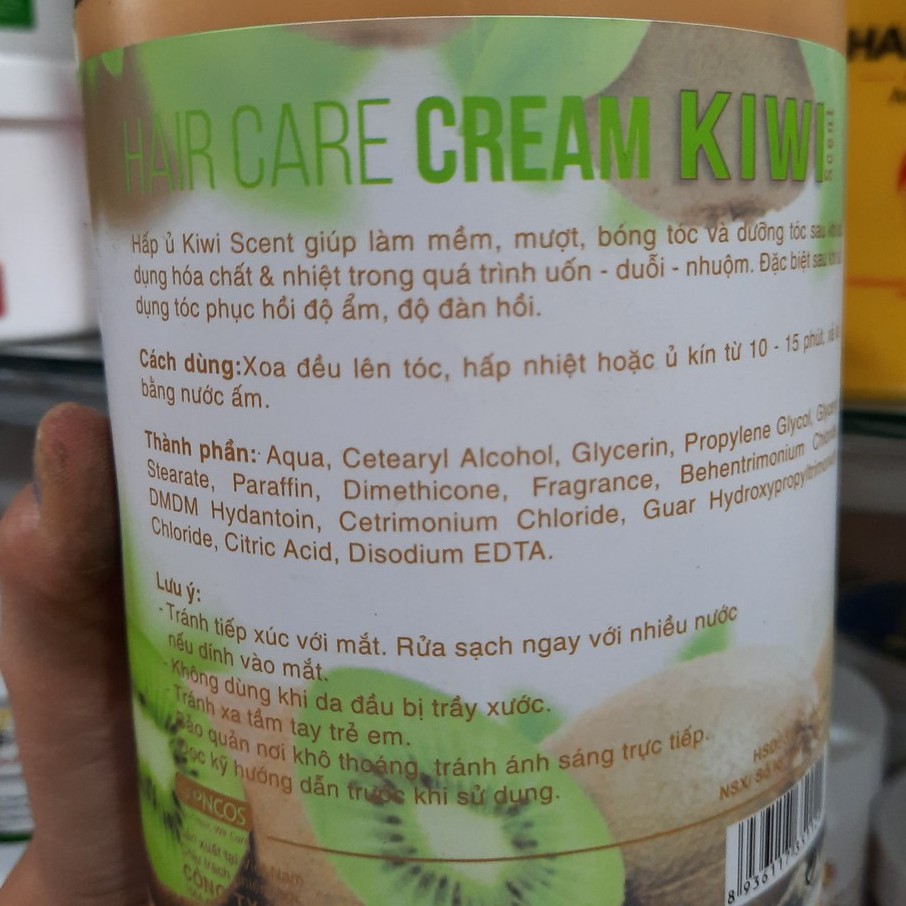 HAIR CARE CREAM KIWI
Scent
Hấp ủ Kiwi Scent giúp làm mềm, mượt, bóng tóc và dưỡng tóc sau
dụng hóa chất & nhiệt trong quá trình uốn - duỗi - nhuộm. Đặc biệt sau
dụng tóc phục hồi độ ẩm, độ đàn hồi.
Cách dùng:Xoa đều lên tóc, hấp nhiệt hoặc ủ kín từ 10 - 15 phút,
bằng nước ấm.
Thành phần: Aqua, Cetearyl Alcohol, Glycerin, Propylene Glycol,
Stearate, Paraffin, Dimethicone, Fragrance, Behentrimonium
DMDM Hydantoin, Cetrimonium Chloride, Guar
Chloride, Citric Acid, Disodium EDTA.
Lưu ý:
- Tránh tiếp xúc với mắt. Rửa sạch ngay với nhiều nước
nếu dính vào mắt.
- Không dùng khi da đầu bị trầy xước.
- Tránh xa tầm tay trẻ em.
Bảo quản nơi khô thoáng, tránh ánh sáng trực tiếp.
Đọc kỹ hướng dẫn trước khi sử dụng.
HSD:
NSX/ Số
HA